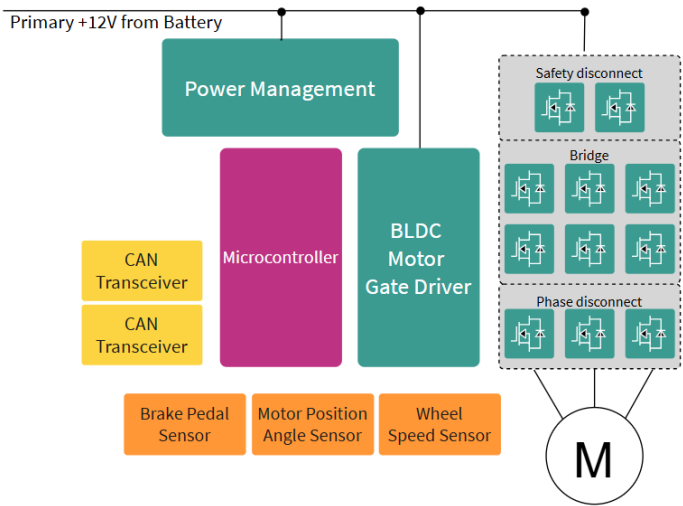 Primary +12V from Battery
Power Management
Safety disconnect
Bridge
Microcontroller
BLDC
Motor
Gate Driver
CAN
Transceiver
CAN
Transceiver
Phase disconnect
Brake Pedal
Sensor
Motor Position
Angle Sensor
Wheel
Speed Sensor
M